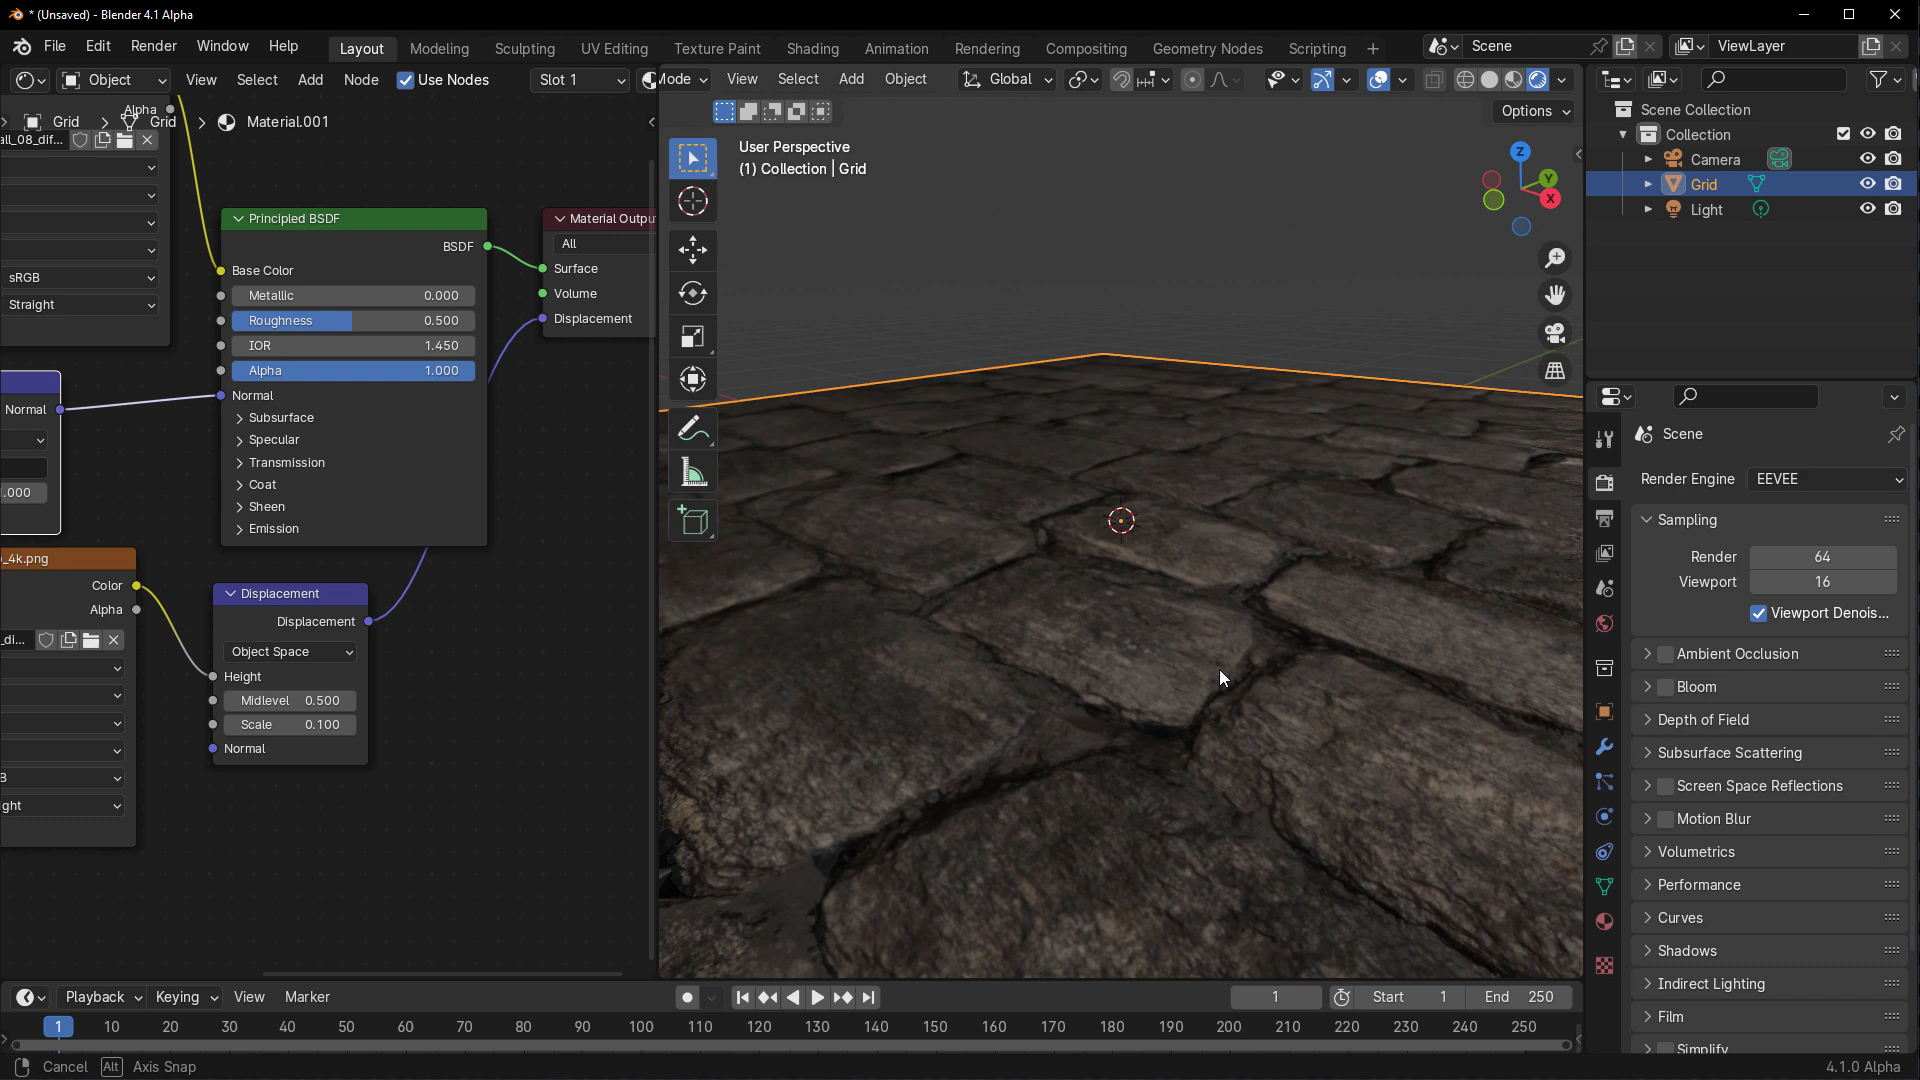 * (Unsaved) - Blender 4.1 Alpha
File Edit Render Window Help
Layout Modeling Sculpting UV Editing Texture Paint Shading Animation Rendering Compositing Geometry Nodes Scripting +
Scene
ViewLayer
Object View Select Add Node Use Nodes Slot 1
Mode View Select Add Object Global
Options
Grid > Grid > Material.001
Alpha
all_08_dif...
sRGB
Straight
Principled BSDF
BSDF
Base Color
Metallic 0.000
Roughness 0.500
IOR 1.450
Alpha 1.000
Normal
Subsurface
Specular
Transmission
Coat
Sheen
Emission
Material Outpu
All
Surface
Volume
Displacement
Normal
.000
_4k.png
Color
Alpha
_di...
B
ght
Displacement
Displacement
Object Space
Height
Midlevel 0.500
Scale 0.100
Normal
User Perspective
(1) Collection | Grid
Z
Y
X
Scene Collection
Collection
Camera
Grid
Light
Scene
Render Engine EEVEE
Sampling
Render 64
Viewport 16
Viewport Denois...
Ambient Occlusion
Bloom
Depth of Field
Subsurface Scattering
Screen Space Reflections
Motion Blur
Volumetrics
Performance
Curves
Shadows
Indirect Lighting
Film
Simplify
Playback Keying View Marker
1 Start 1 End 250
1 10 20 30 40 50 60 70 80 90 100 110 120 130 140 150 160 170 180 190 200 210 220 230 240 250
Cancel Alt Axis Snap
4.1.0 Alpha